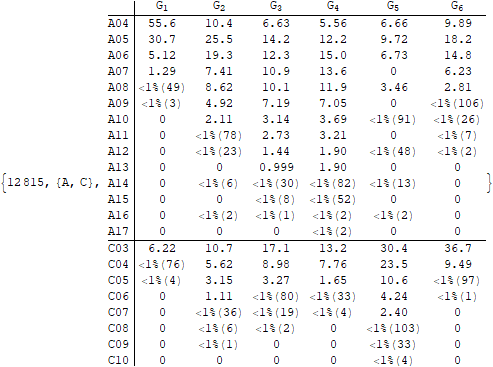 G1 G2 G3 G4 G5 G6
A04 55.6 10.4 6.63 5.56 6.66 9.89
A05 30.7 25.5 14.2 12.2 9.72 18.2
A06 5.12 19.3 12.3 15.0 6.73 14.8
A07 1.29 7.41 10.9 13.6 0 6.23
A08 <1%(49) 8.62 10.1 11.9 3.46 2.81
A09 <1%(3) 4.92 7.19 7.05 0 <1%(106)
A10 0 2.11 3.14 3.69 <1%(91) <1%(26)
A11 0 <1%(78) 2.73 3.21 0 <1%(7)
A12 0 <1%(23) 1.44 1.90 <1%(48) <1%(2)
A13 0 0 0.999 1.90 0 0
{12815, {A, C}, A14 0 <1%(6) <1%(30) <1%(82) <1%(13) 0 }
A15 0 0 <1%(8) <1%(52) 0 0
A16 0 <1%(2) <1%(1) <1%(2) <1%(2) 0
A17 0 0 0 <1%(2) 0 0
C03 6.22 10.7 17.1 13.2 30.4 36.7
C04 <1%(76) 5.62 8.98 7.76 23.5 9.49
C05 <1%(4) 3.15 3.27 1.65 10.6 <1%(97)
C06 0 1.11 <1%(80) <1%(33) 4.24 <1%(1)
C07 0 <1%(36) <1%(19) <1%(4) 2.40 0
C08 0 <1%(6) <1%(2) 0 <1%(103) 0
C09 0 <1%(1) 0 0 <1%(33) 0
C10 0 0 0 0 <1%(4) 0